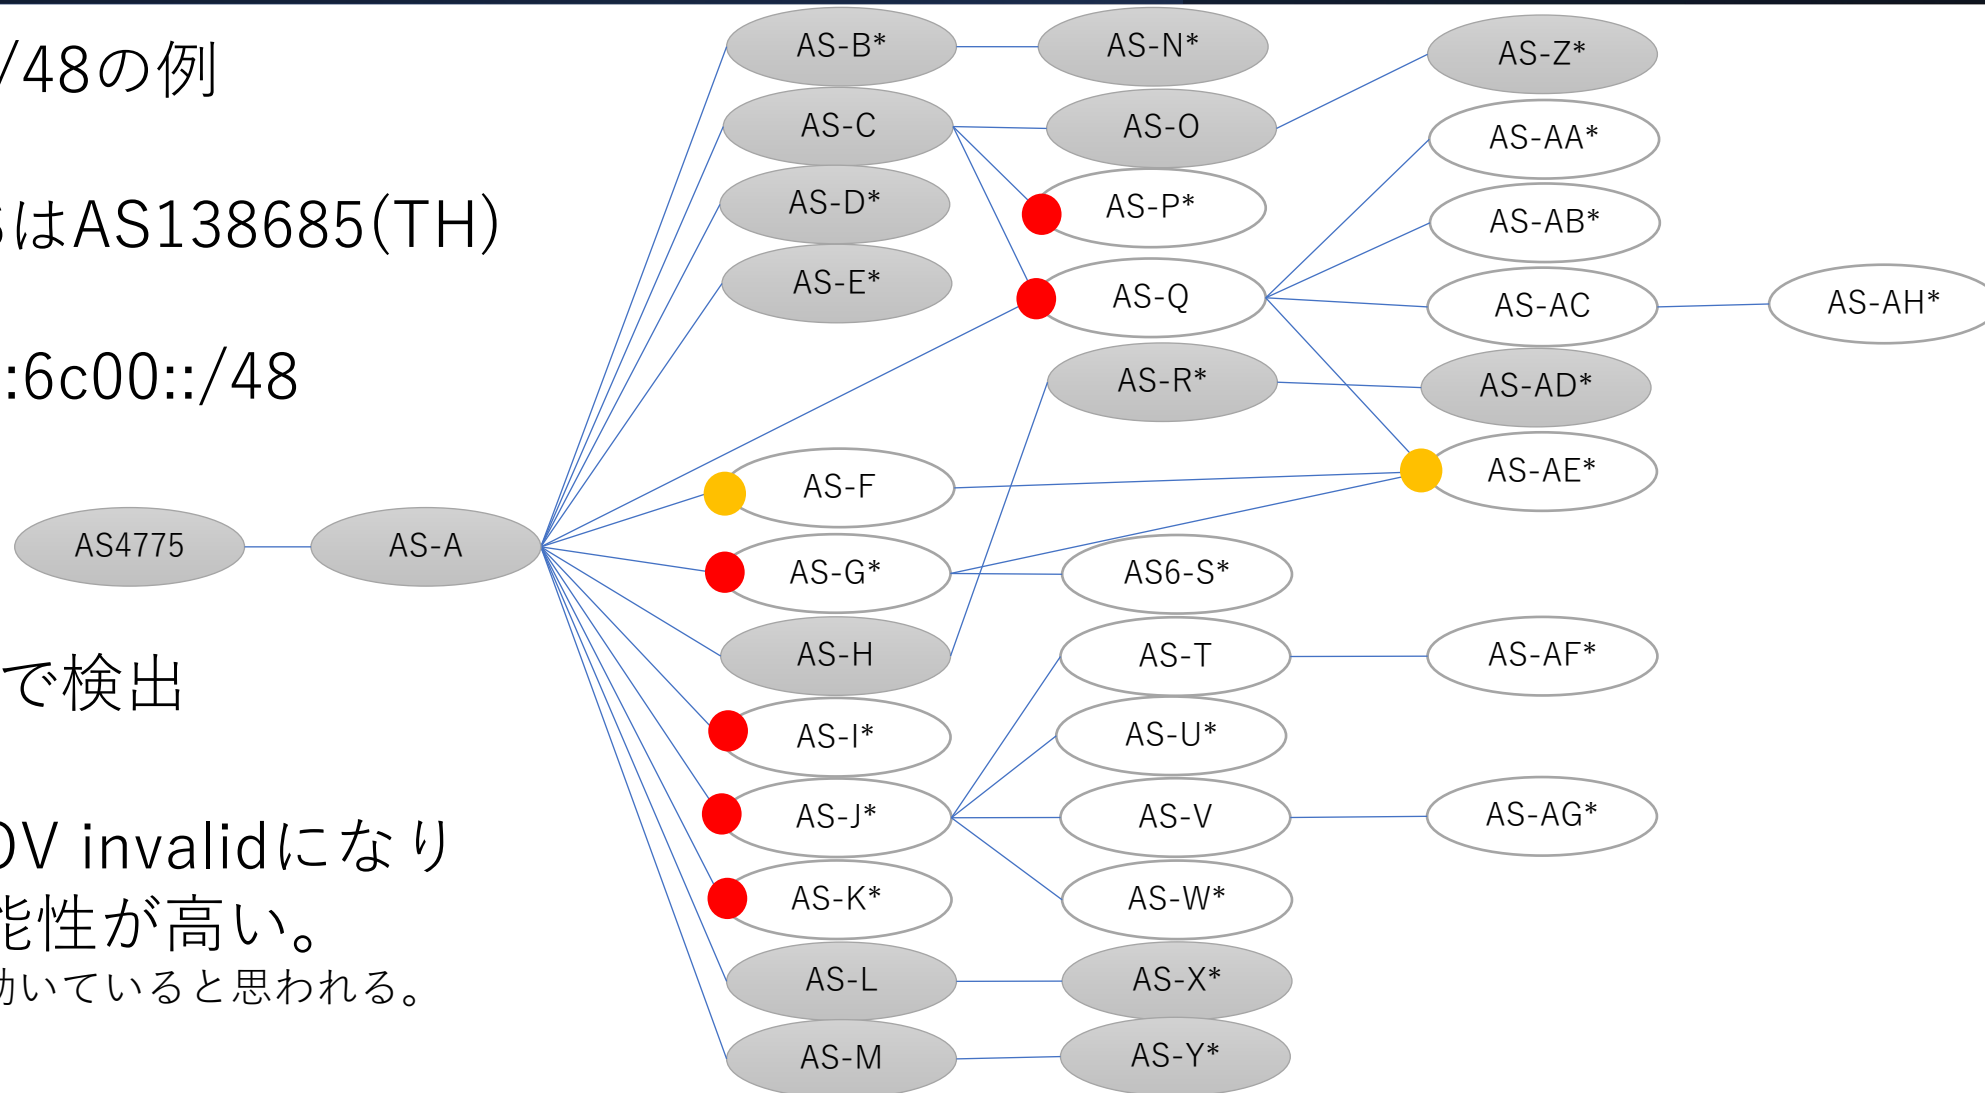 /48の例
はAS138685(TH)
:6c00::/48
で検出
OV invalidになり
能性が高い。
いていると思われる。
AS4775
AS-A
AS-B*
AS-C
AS-D*
AS-E*
AS-F
AS-G*
AS-H
AS-I*
AS-J*
AS-K*
AS-L
AS-M
AS-N*
AS-O
AS-P*
AS-Q
AS-R*
AS6-S*
AS-T
AS-U*
AS-V
AS-W*
AS-X*
AS-Y*
AS-Z*
AS-AA*
AS-AB*
AS-AC
AS-AD*
AS-AE*
AS-AF*
AS-AG*
AS-AH*